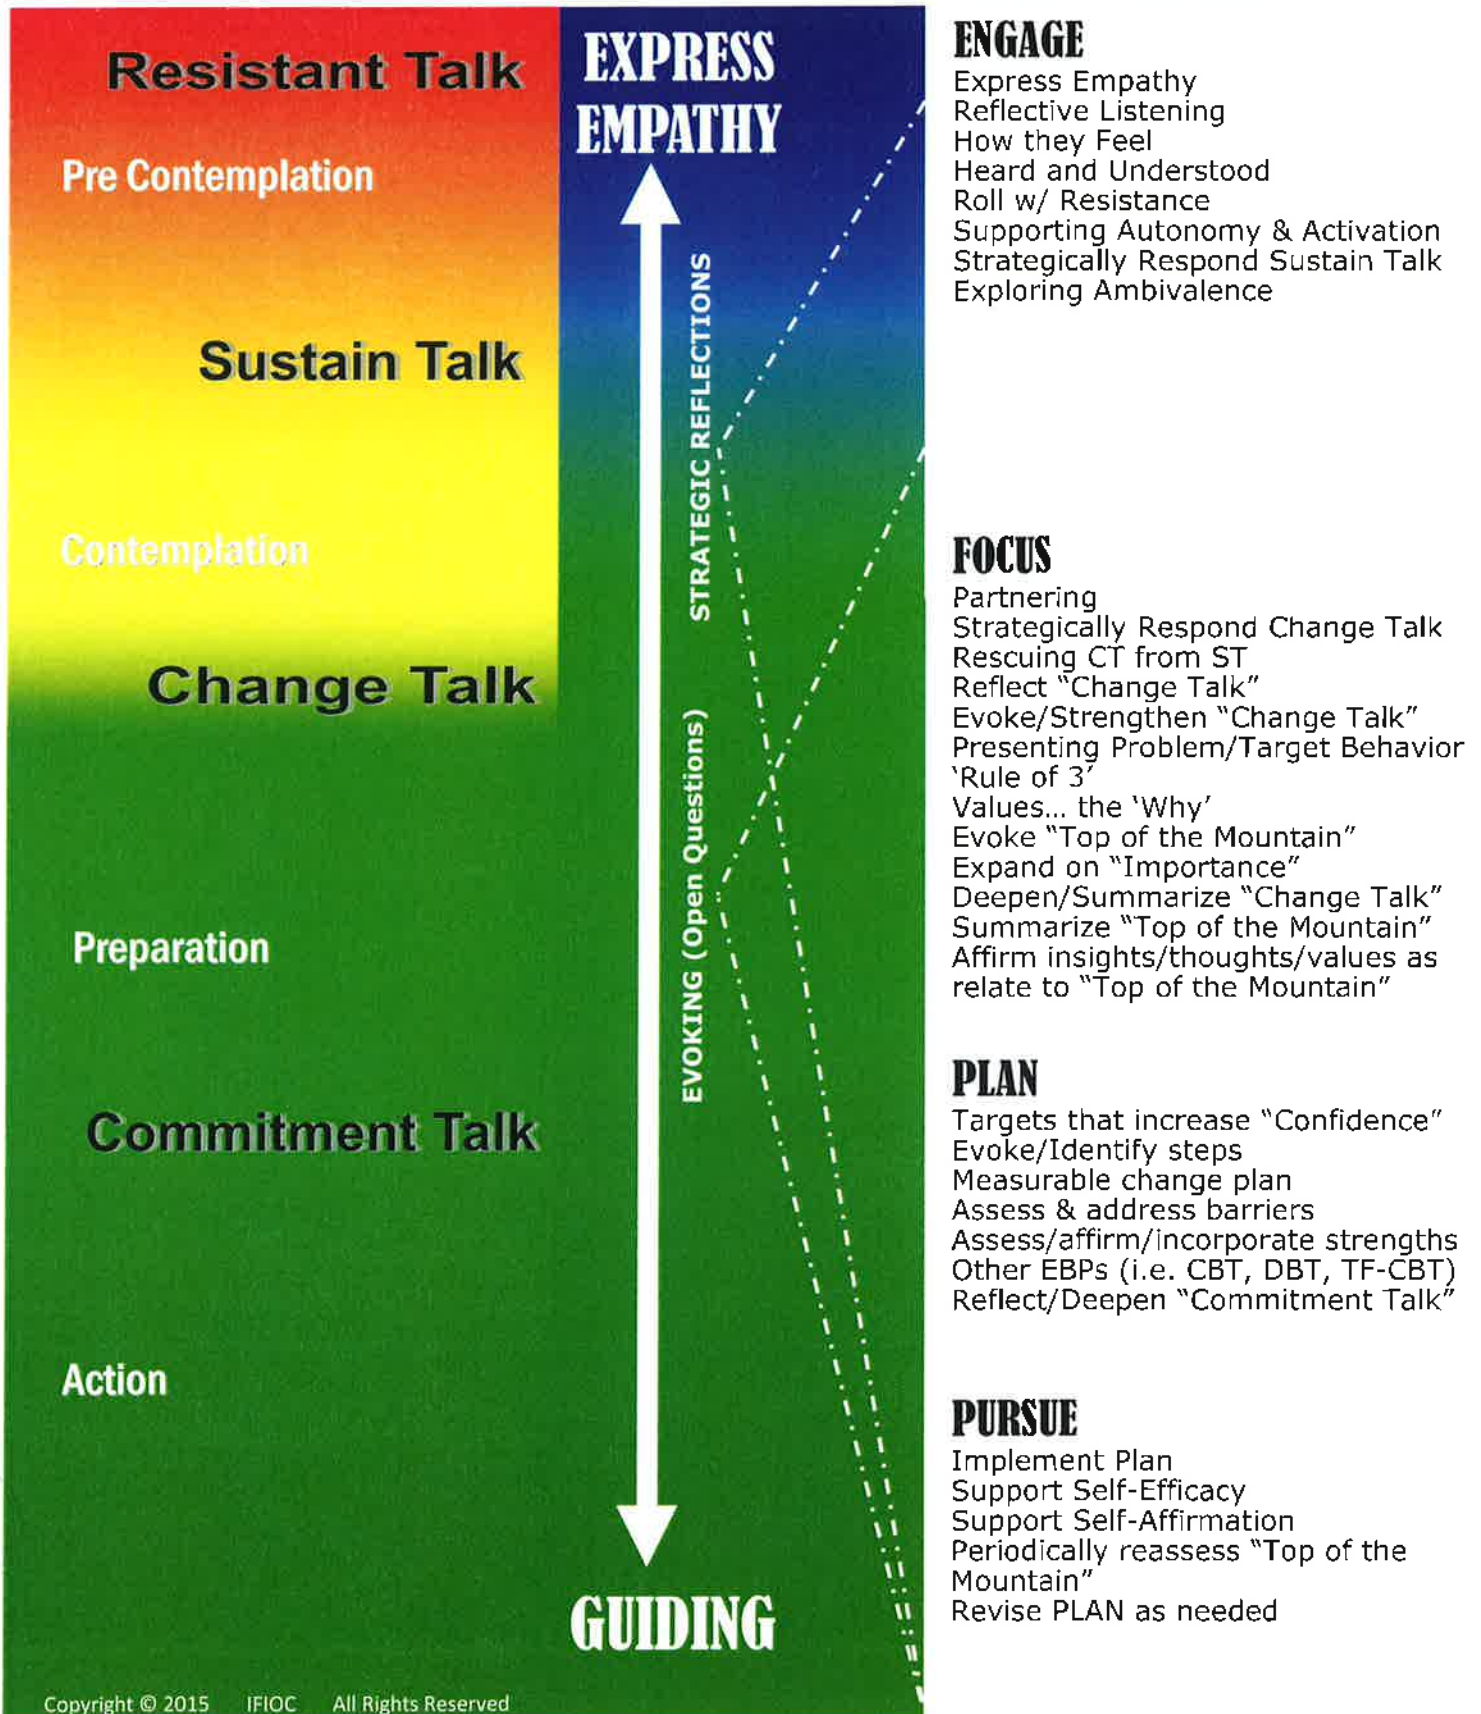 Resistant Talk
Pre Contemplation
Sustain Talk
Contemplation
Change Talk
Preparation
Commitment Talk
Action
Copyright © 2015 IFIOC All Rights Reserved
EXPRESS
EMPATHY
STRATEGIC REFLECTIONS
EVOKING (Open Questions)
GUIDING
ENGAGE
Express Empathy
Reflective Listening
How they Feel
Heard and Understood
Roll w/ Resistance
Supporting Autonomy & Activation
Strategically Respond Sustain Talk
Exploring Ambivalence
FOCUS
Partnering
Strategically Respond Change Talk
Rescuing CT from ST
Reflect “Change Talk”
Evoke/Strengthen “Change Talk”
Presenting Problem/Target Behavior
‘Rule of 3’
Values... the ‘Why’
Evoke “Top of the Mountain”
Expand on “Importance”
Deepen/Summarize “Change Talk”
Summarize “Top of the Mountain”
Affirm insights/thoughts/values as
relate to “Top of the Mountain”
PLAN
Targets that increase “Confidence”
Evoke/Identify steps
Measurable change plan
Assess & address barriers
Assess/affirm/incorporate strengths
Other EBPs (i.e. CBT, DBT, TF-CBT)
Reflect/Deepen “Commitment Talk”
PURSUE
Implement Plan
Support Self-Efficacy
Support Self-Affirmation
Periodically reassess “Top of the
Mountain”
Revise PLAN as needed